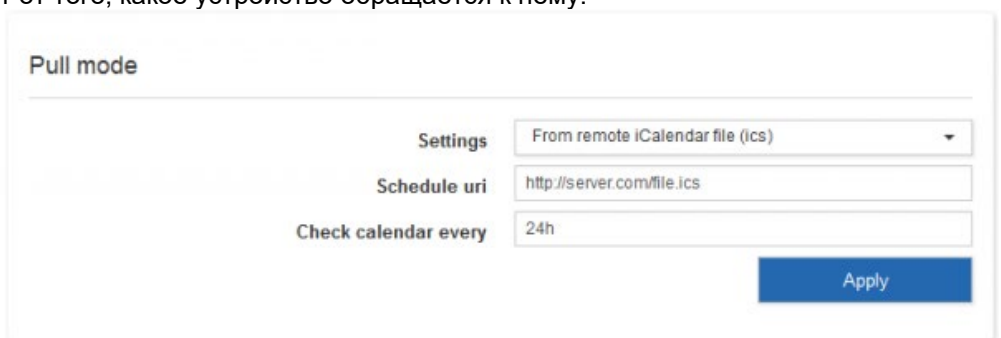 от того, какое устройство обращается к нему.
Pull mode
Settings From remote iCalendar file (ics)
Schedule uri http://server.com/file.ics
Check calendar every 24h
Apply